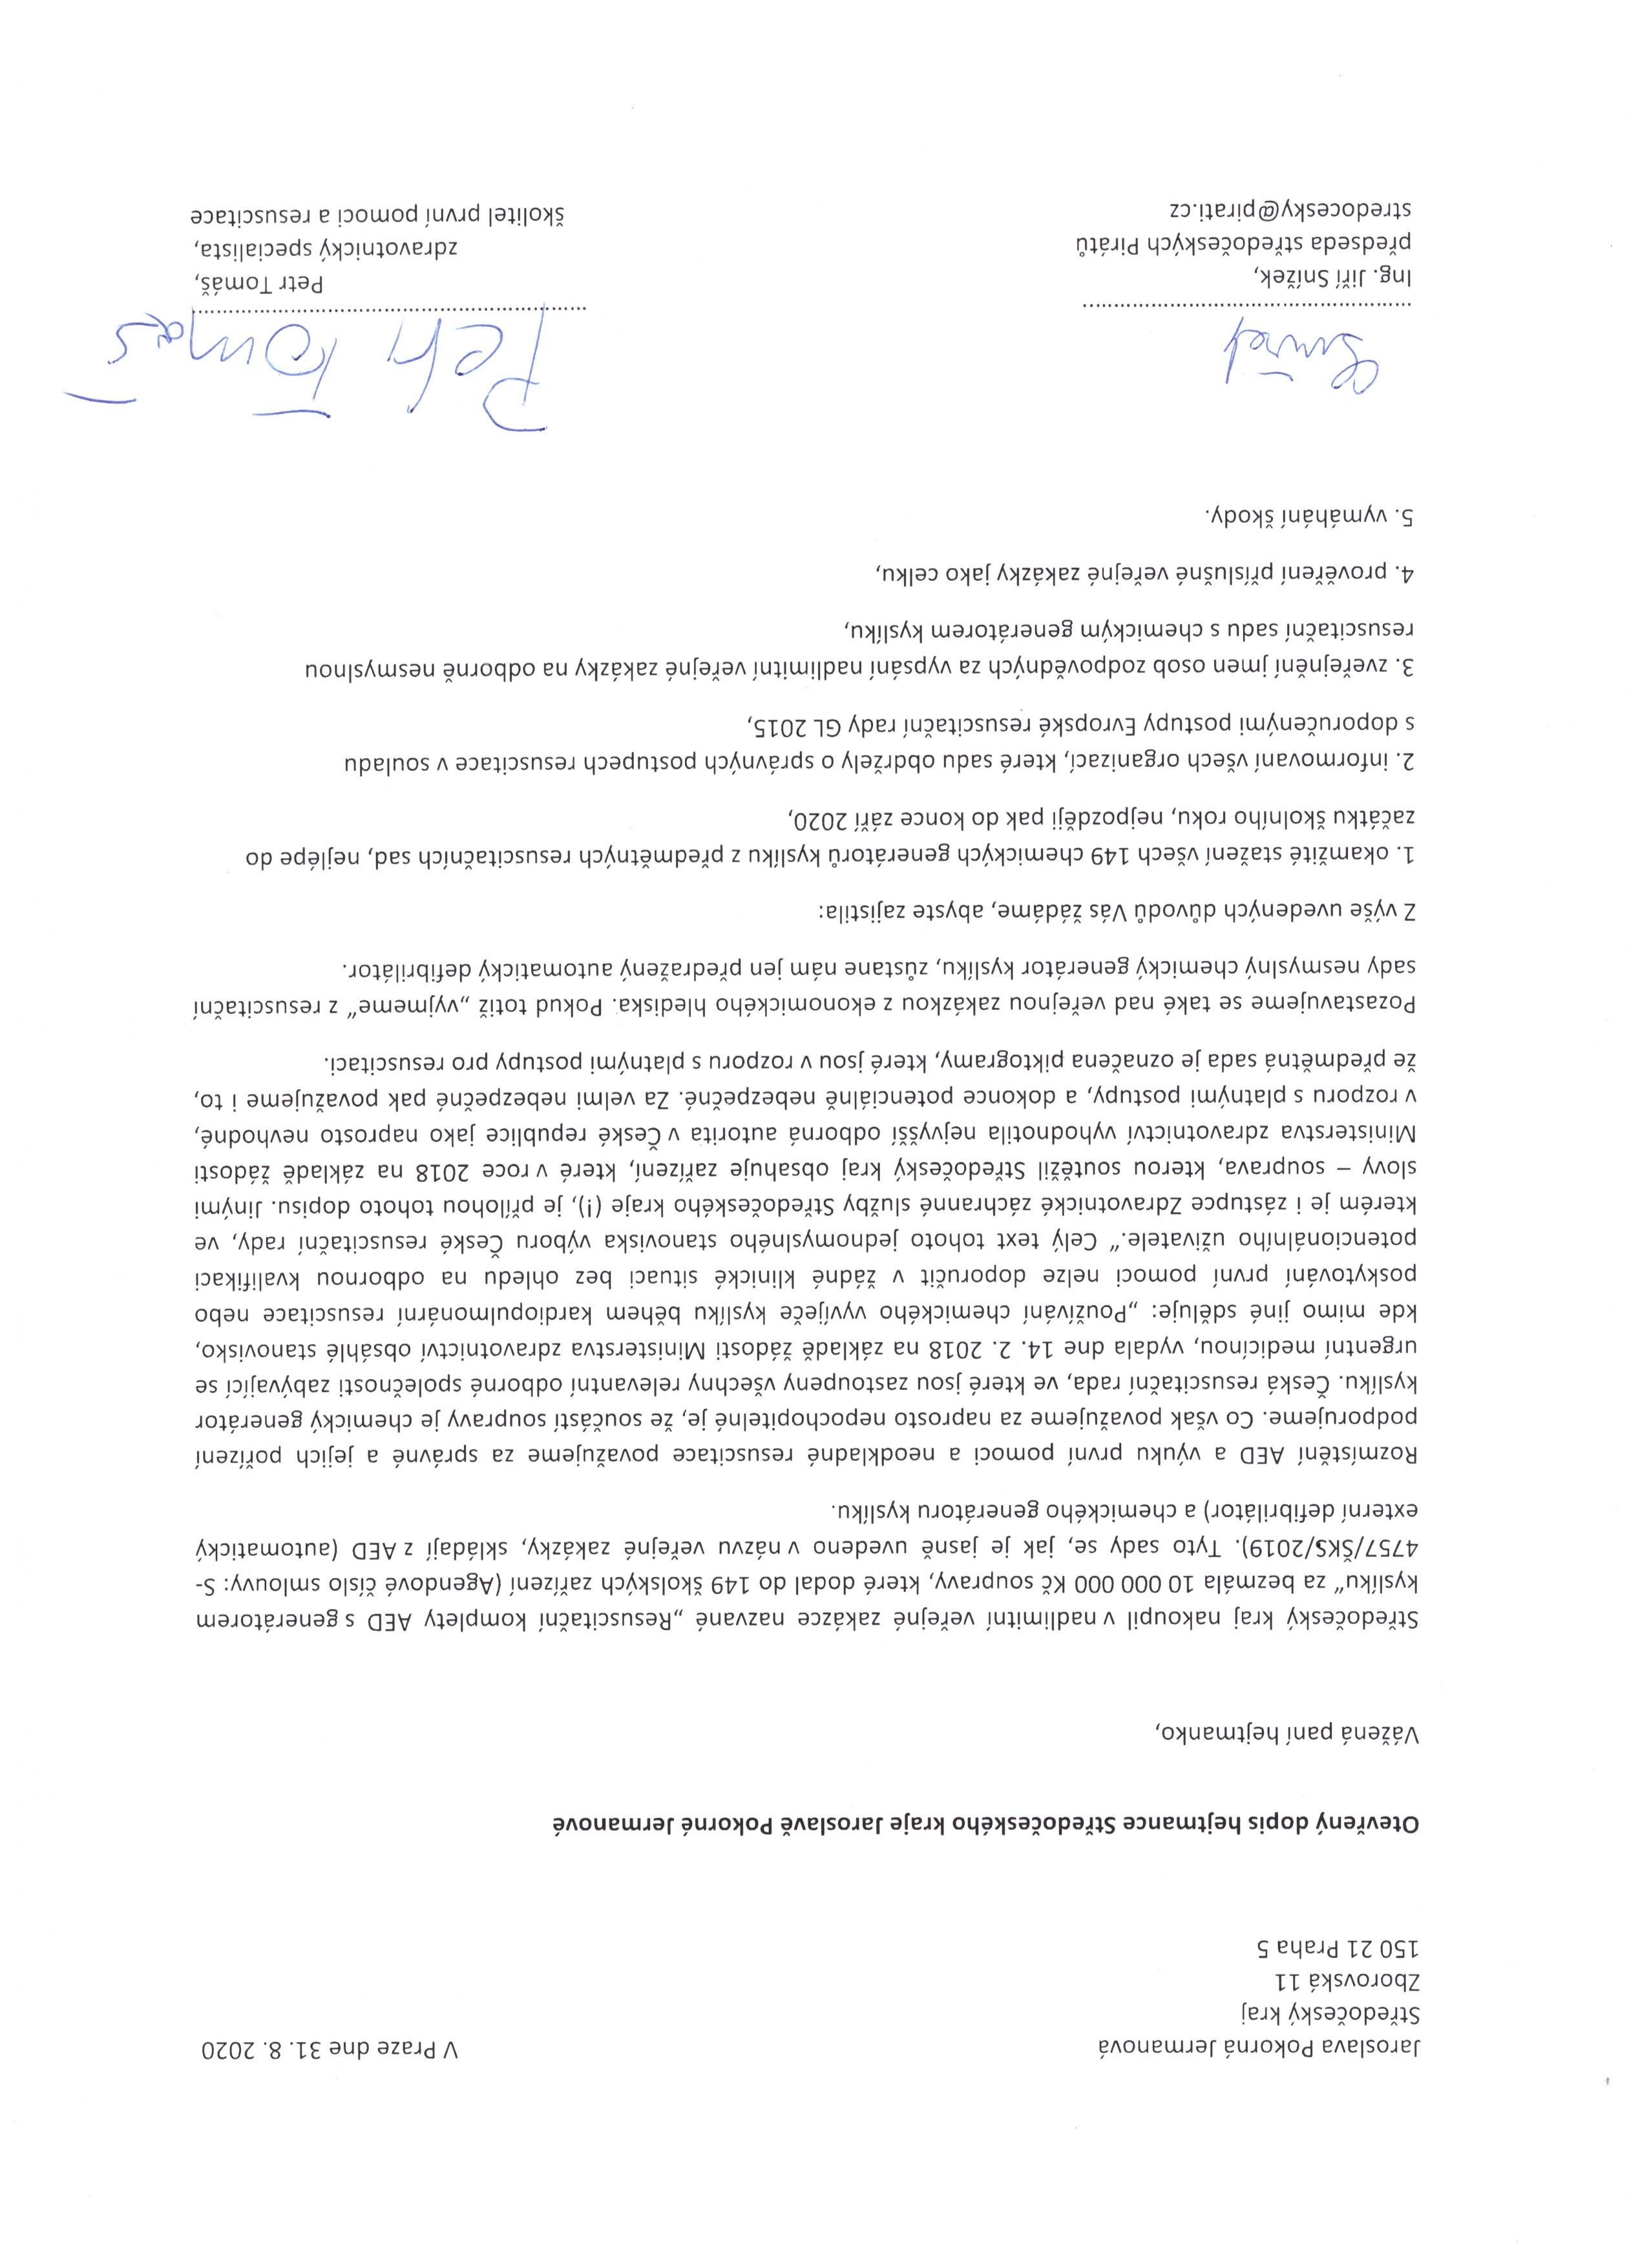 Jaroslava Pokorná Jermanová
V Praze dne 31. 8. 2020
Středočeský kraj
Zborovská 11
150 21 Praha 5
Otevřený dopis hejtmance Středočeského kraje Jaroslavě Pokorné Jermanové
Vážená paní hejtmanko,
Středočeský kraj nakoupil v nadlimitní veřejné zakázce nazvané „Resuscitační komplety AED s generátorem
kyslíku“ za bezmála 10 000 000 Kč soupravy, které dodal do 149 školských zařízení (Agendové číslo smlouvy: S-
4757/ŠKS/2019). Tyto sady se, jak je jasně uvedeno v názvu veřejné zakázky, skládají z AED (automatický
externí defibrilátor) a chemického generátoru kyslíku.
Rozmístění AED a výuku první pomoci a neodkladné resuscitace považujeme za správné a jejich pořízení
podporujeme. Co však považujeme za naprosto nepochopitelné je, že součástí soupravy je chemický generátor
kyslíku. Česká resuscitační rada, ve které jsou zastoupeny všechny relevantní odborné společnosti zabývající se
urgentní medicínou, vydala dne 14. 2. 2018 na základě žádosti Ministerstva zdravotnictví obsáhlé stanovisko,
kde mimo jiné sděluje: „Používání chemického vyvíječe kyslíku během kardiopulmonární resuscitace nebo
poskytování první pomoci nelze doporučit v žádné klinické situaci bez ohledu na odbornou kvalifikaci
potencionálního uživatele.“ Celý text tohoto jednomyslného stanoviska výboru České resuscitační rady, ve
kterém je i zástupce Zdravotnické záchranné služby Středočeského kraje (!), je přílohou tohoto dopisu. Jinými
slovy – souprava, kterou soutěžil Středočeský kraj obsahuje zařízení, které v roce 2018 na základě žádosti
Ministerstva zdravotnictví vyhodnotila nejvyšší odborná autorita v České republice jako naprosto nevhodné,
v rozporu s platnými postupy, a dokonce potenciálně nebezpečné. Za velmi nebezpečné pak považujeme i to,
že předmětná sada je označena piktogramy, které jsou v rozporu s platnými postupy pro resuscitaci.
Pozastavujeme se také nad veřejnou zakázkou z ekonomického hlediska. Pokud totiž „vyjmeme“ z resuscitační
sady nesmyslný chemický generátor kyslíku, zůstane nám jen předražený automatický defibrilátor.
Z výše uvedených důvodů Vás žádáme, abyste zajistila:
1. okamžité stažení všech 149 chemických generátorů kyslíku z předmětných resuscitačních sad, nejlépe do
začátku školního roku, nejpozději pak do konce září 2020,
2. informovaní všech organizací, které sadu obdržely o správných postupech resuscitace v souladu
s doporučenými postupy Evropské resuscitační rady GL 2015,
3. zveřejnění jmen osob zodpovědných za vypsání nadlimitní veřejné zakázky na odborně nesmyslnou
resuscitační sadu s chemickým generátorem kyslíku,
4. prověření příslušné veřejné zakázky jako celku,
5. vymáhání škody.
Snížek
Petr Tomáš
Ing. Jiří Snížek,
předseda středočeských Pirátů
stredocesky@pirati.cz
Petr Tomáš,
zdravotnický specialista,
školitel první pomoci a resuscitace